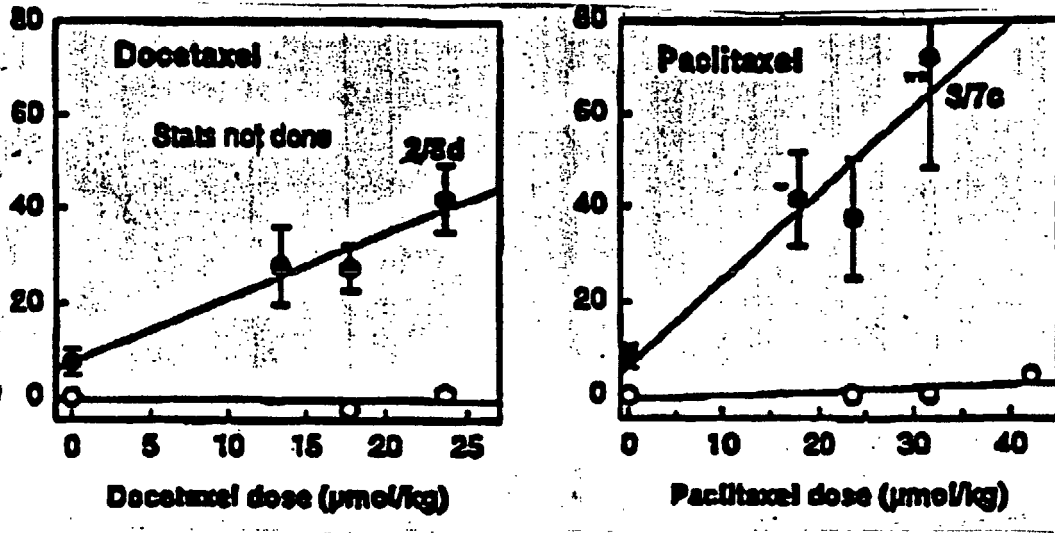 80
60
40
20
0
Docetaxel
Stats not done
2/5d
0 5 10 15 20 25
Docetaxel dose (µmol/kg)
80
60
40
20
0
Paclitaxel
**
3/7c
0 10 20 30 40
Paclitaxel dose (µmol/kg)